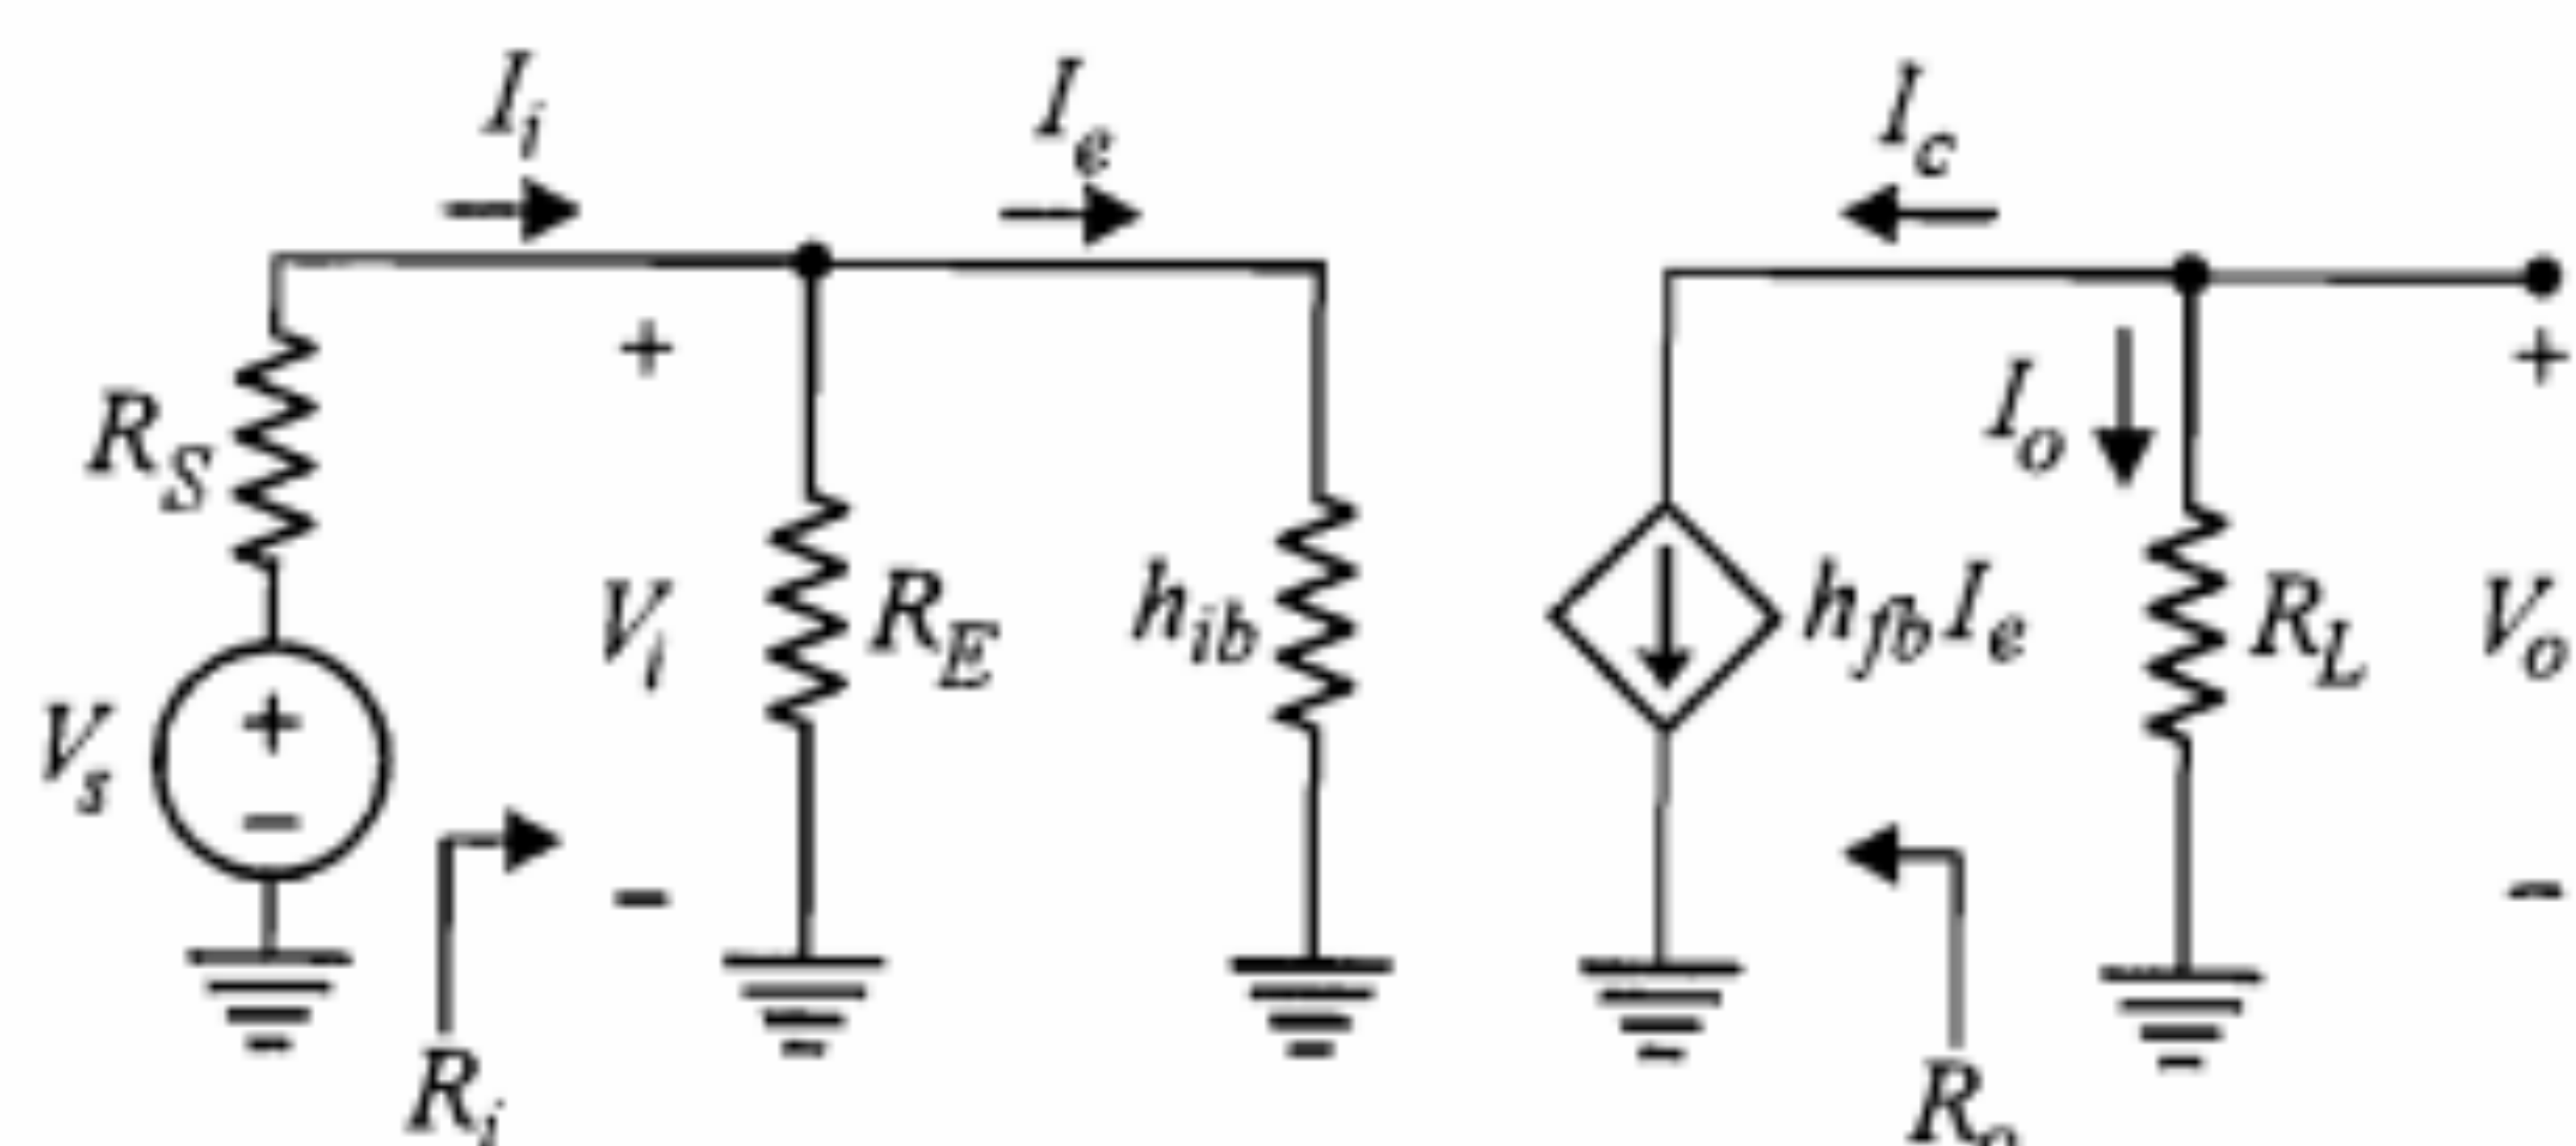 I_i I_e I_c
+ +
R_S I_o
V_i R_E h_ib h_fb I_e R_L V_o
V_s + −
− −
R_i R_o